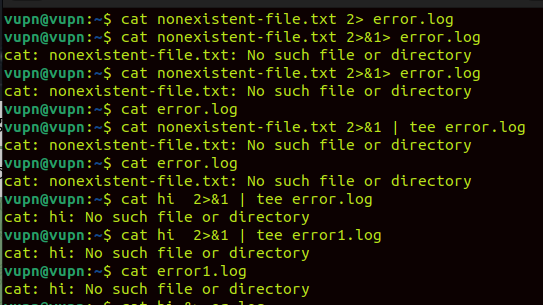 vupn@vupn:~$ cat nonexistent-file.txt 2> error.log
vupn@vupn:~$ cat nonexistent-file.txt 2>&1> error.log
cat: nonexistent-file.txt: No such file or directory
vupn@vupn:~$ cat nonexistent-file.txt 2>&1> error.log
cat: nonexistent-file.txt: No such file or directory
vupn@vupn:~$ cat error.log
vupn@vupn:~$ cat nonexistent-file.txt 2>&1 | tee error.log
cat: nonexistent-file.txt: No such file or directory
vupn@vupn:~$ cat error.log
cat: nonexistent-file.txt: No such file or directory
vupn@vupn:~$ cat hi  2>&1 | tee error.log
cat: hi: No such file or directory
vupn@vupn:~$ cat hi  2>&1 | tee error1.log
cat: hi: No such file or directory
vupn@vupn:~$ cat error1.log
cat: hi: No such file or directory